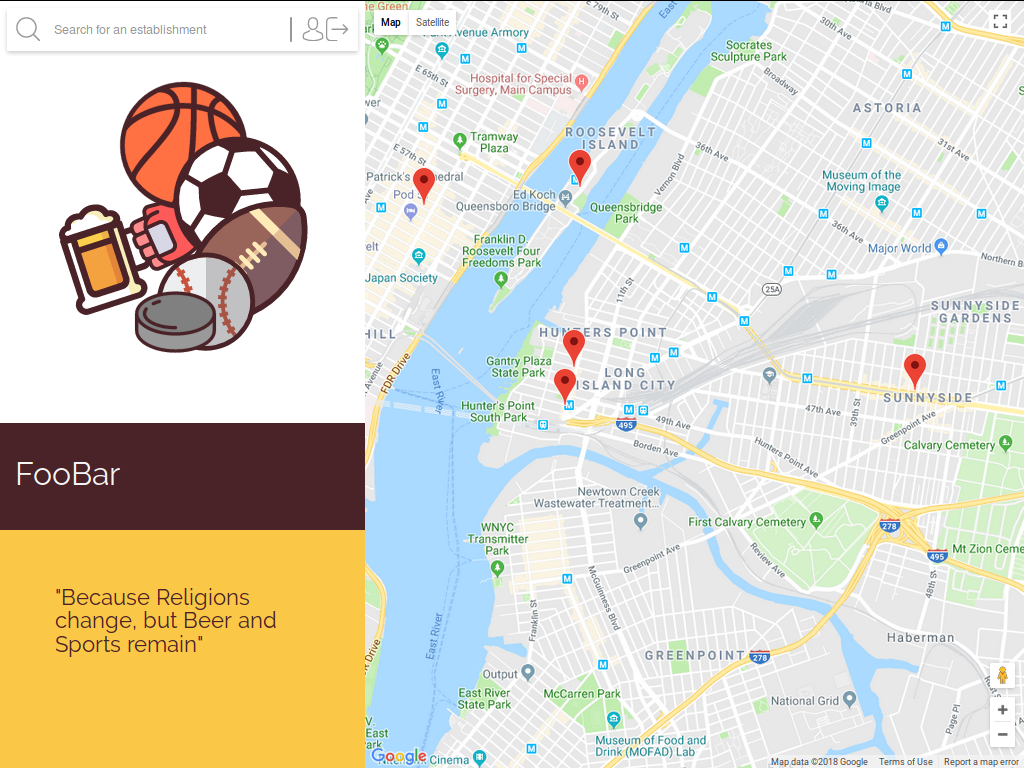 Search for an establishment
FooBar
"Because Religions
change, but Beer and
Sports remain"
Map
Satellite
E 79th St
Armory
Socrates
Sculpture Park
E 65th St
Hospital for Special
Surgery, Main Campus
Broadway
30th Ave
ASTORIA
Tramway
Plaza
ROOSEVELT
ISLAND
36th Ave
31st Ave
E 57th St
Vernon Blvd
Patrick's
Museum of the
Moving Image
Ed Koch
Queensboro Bridge
Queensbridge
Park
36th Ave
Franklin D.
Roosevelt Four
Freedoms Park
Major World
Northern B
Japan Society
11th St
25A
SUNNYSIDE
GARDENS
HILL
HUNTERS POINT
Gantry Plaza
State Park
LONG
ISLAND CITY
FDR Drive
East River
SUNNYSIDE
Hunter's Point
South Park
47th Ave
39th St
Greenpoint Ave
49th Ave
495
Borden Ave
Hunters Point Ave
Calvary Cemetery
Newtown Creek
Wastewater Treatment...
WNYC
Transmitter
Park
First Calvary Cemetery
278
495
Mt Zion Ceme
Greenpoint Ave
Review Ave
48th St
McGuinness Blvd
Franklin St
East River
Haberman
GREENPOINT
278
Output
East River
State Park
McCarren Park
National Grid
Page Pl
Museum of Food and
Drink (MOFAD) Lab
Google
Cinema
Map data ©2018 Google
Terms of Use
Report a map error